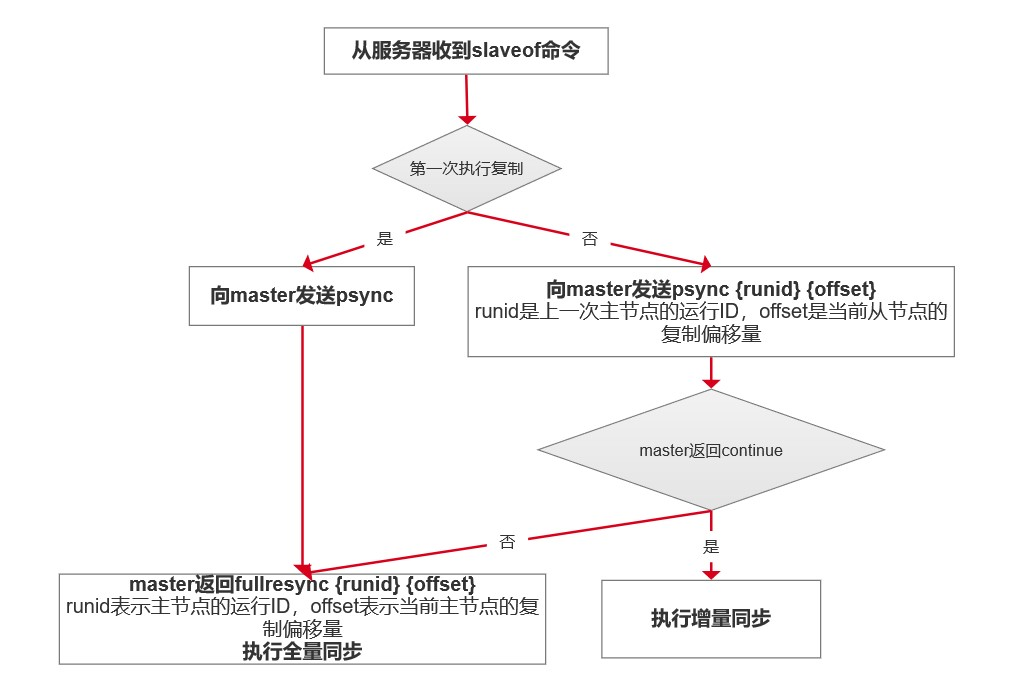 从服务器收到slaveof命令
第一次执行复制
是
否
向master发送psync
向master发送psync {runid} {offset}
runid是上一次主节点的运行ID，offset是当前从节点的
复制偏移量
master返回continue
否
是
master返回fullresync {runid} {offset}
runid表示主节点的运行ID，offset表示当前主节点的复
制偏移量
执行全量同步
执行增量同步